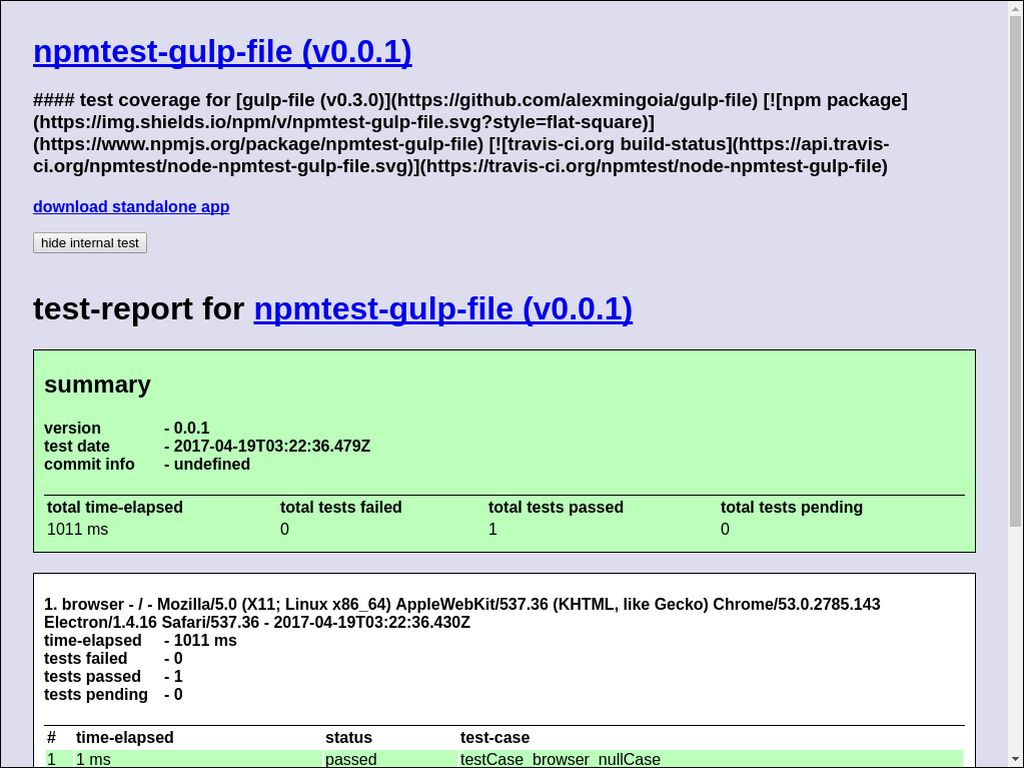 npmtest-gulp-file (v0.0.1)
#### test coverage for [gulp-file (v0.3.0)](https://github.com/alexmingoia/gulp-file) [![npm package]
(https://img.shields.io/npm/v/npmtest-gulp-file.svg?style=flat-square)]
(https://www.npmjs.org/package/npmtest-gulp-file) [![travis-ci.org build-status](https://api.travis-
ci.org/npmtest/node-npmtest-gulp-file.svg)](https://travis-ci.org/npmtest/node-npmtest-gulp-file)
download standalone app
hide internal test
test-report for npmtest-gulp-file (v0.0.1)
summary
version - 0.0.1
test date - 2017-04-19T03:22:36.479Z
commit info - undefined
total time-elapsed total tests failed total tests passed total tests pending
1011 ms 0 1 0
1. browser - / - Mozilla/5.0 (X11; Linux x86_64) AppleWebKit/537.36 (KHTML, like Gecko) Chrome/53.0.2785.143
Electron/1.4.16 Safari/537.36 - 2017-04-19T03:22:36.430Z
time-elapsed - 1011 ms
tests failed - 0
tests passed - 1
tests pending - 0
# time-elapsed status test-case
1 1 ms passed testCase_browser_nullCase